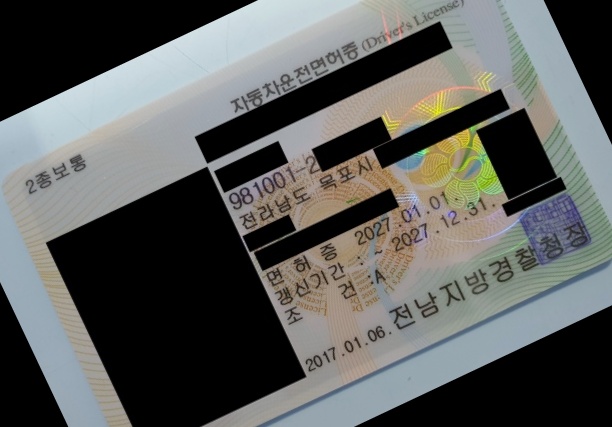 자동차운전면허증 (Driver's License)
2종보통
981001-2
전라남도 목포시
면 허 증
갱신기간 : 2027.01.01. ~ 2027.12.31.
조 건 : A
2017.01.06. 전남지방경찰청장